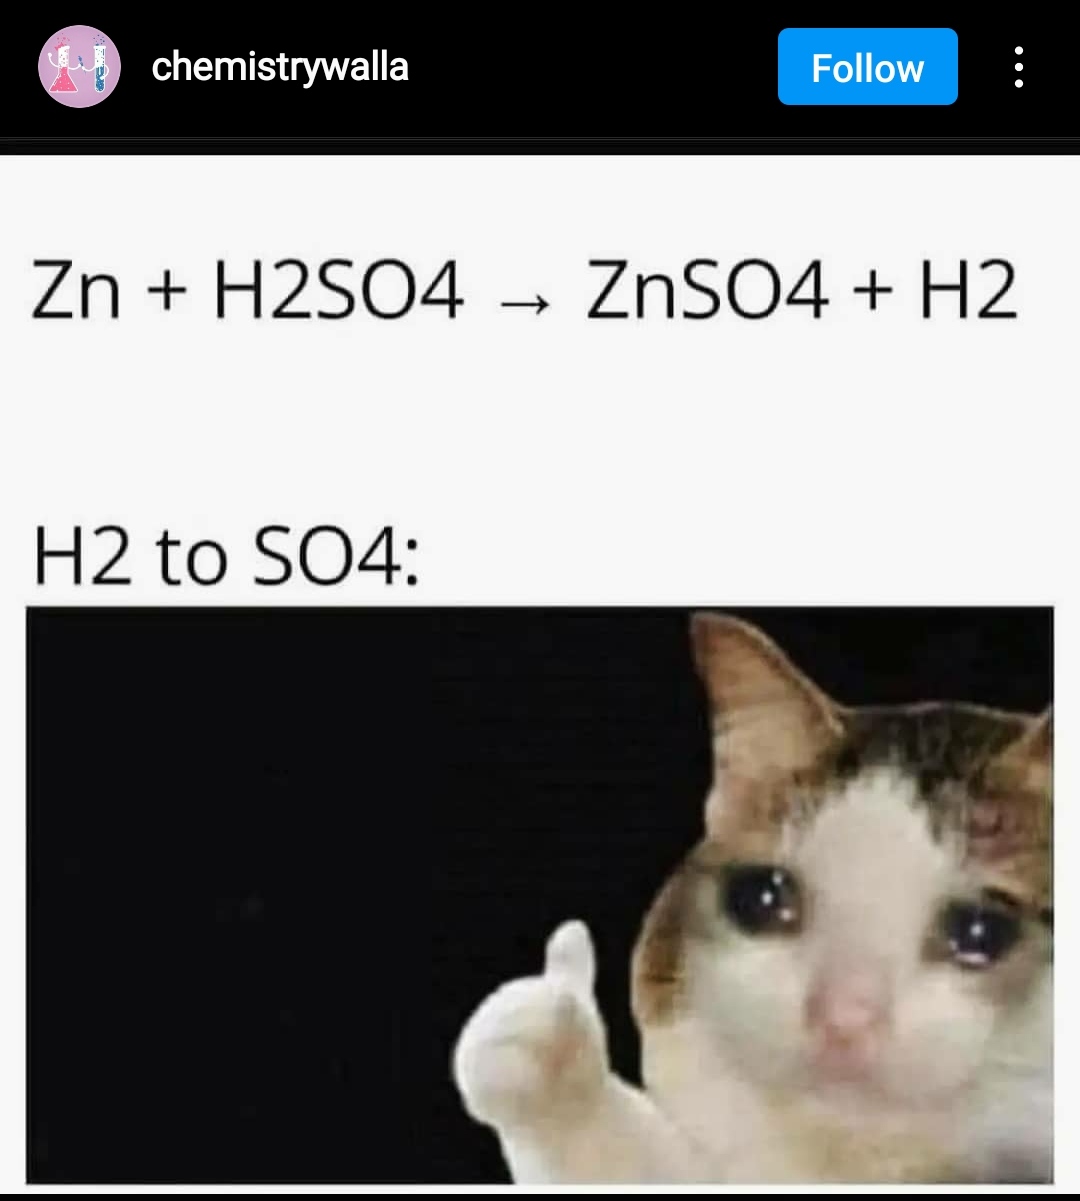 chemistrywalla
Follow
Zn + H2SO4 → ZnSO4 + H2
H2 to SO4: